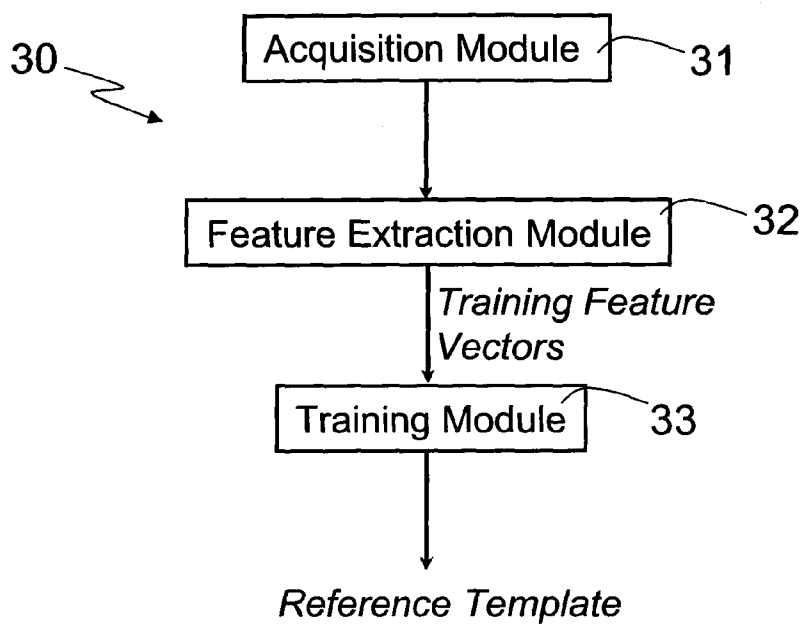 Acquisition Module
31
30
Feature Extraction Module
32
Training Feature
Vectors
Training Module
33
Reference Template